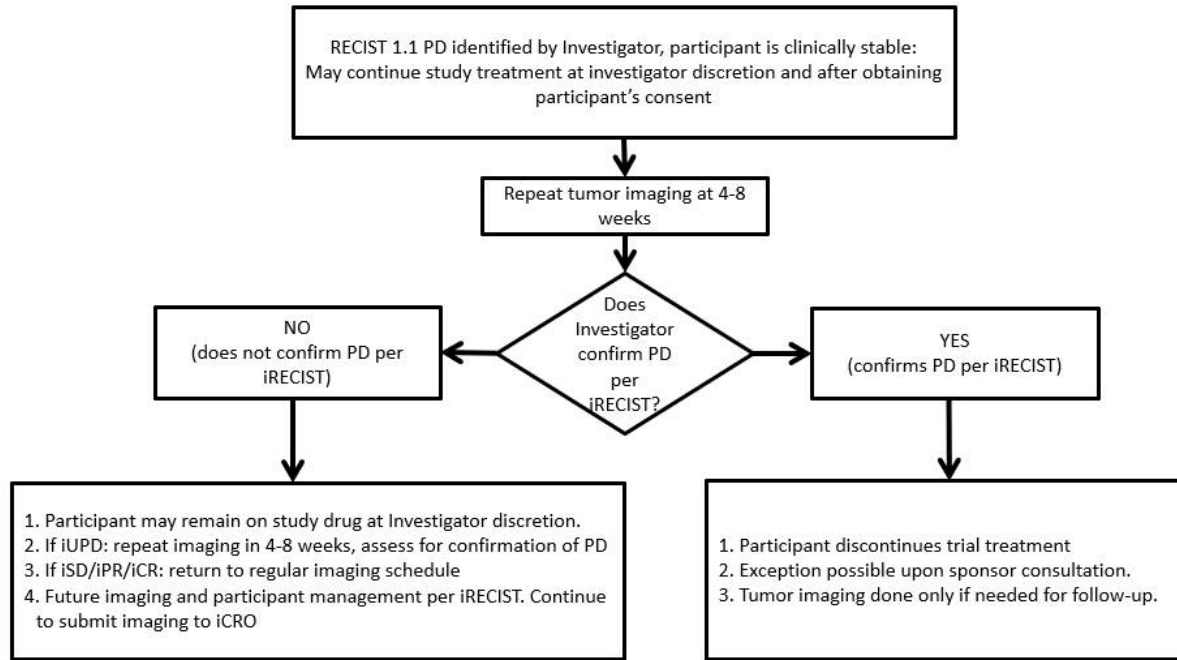 RECIST 1.1 PD identified by Investigator, participant is clinically stable:
May continue study treatment at investigator discretion and after obtaining
participant's consent
Repeat tumor imaging at 4-8
weeks
Does
Investigator
confirm PD
per
iRECIST?
NO
(does not confirm PD per
iRECIST)
YES
(confirms PD per iRECIST)
1. Participant may remain on study drug at Investigator discretion.
2. If iUPD: repeat imaging in 4-8 weeks, assess for confirmation of PD
3. If iSD/iPR/iCR: return to regular imaging schedule
4. Future imaging and participant management per iRECIST. Continue
to submit imaging to iCRO
1. Participant discontinues trial treatment
2. Exception possible upon sponsor consultation.
3. Tumor imaging done only if needed for follow-up.